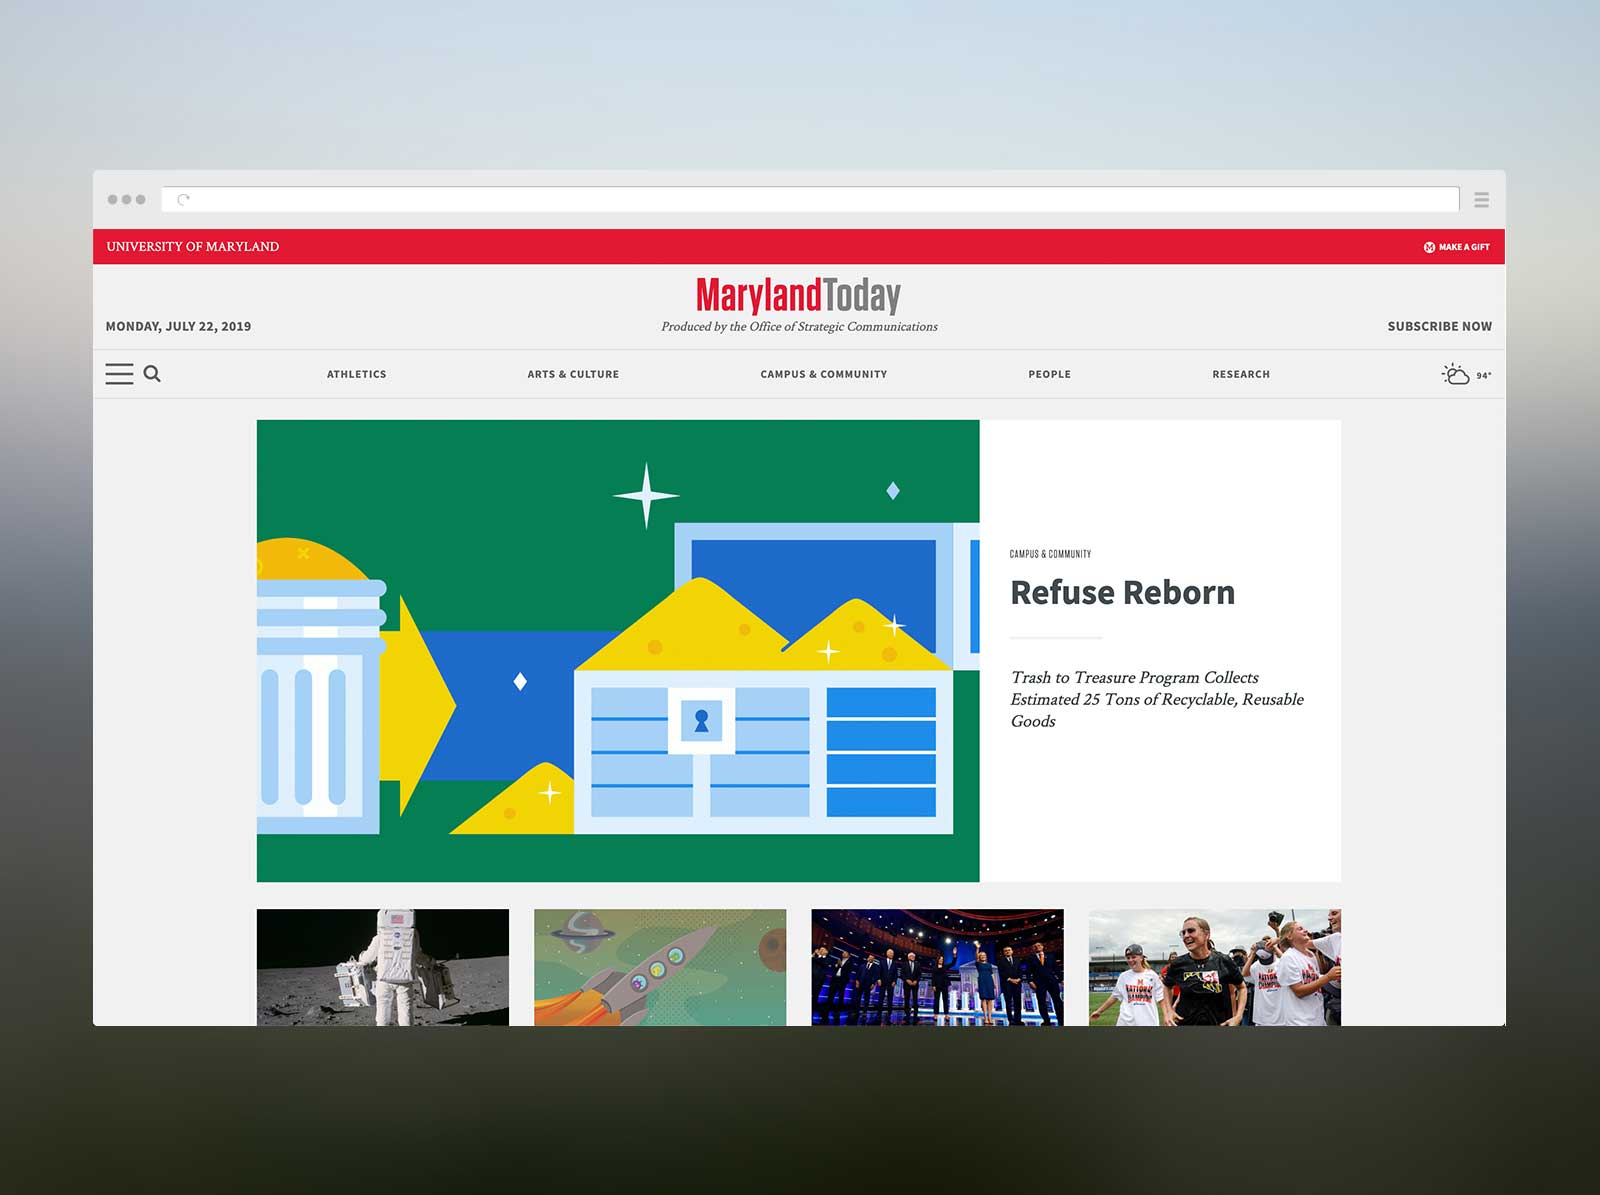 UNIVERSITY OF MARYLAND
MAKE A GIFT
MarylandToday
MONDAY, JULY 22, 2019
Produced by the Office of Strategic Communications
SUBSCRIBE NOW
ATHLETICS
ARTS & CULTURE
CAMPUS & COMMUNITY
PEOPLE
RESEARCH
94°
CAMPUS & COMMUNITY
Refuse Reborn
Trash to Treasure Program Collects
Estimated 25 Tons of Recyclable, Reusable
Goods